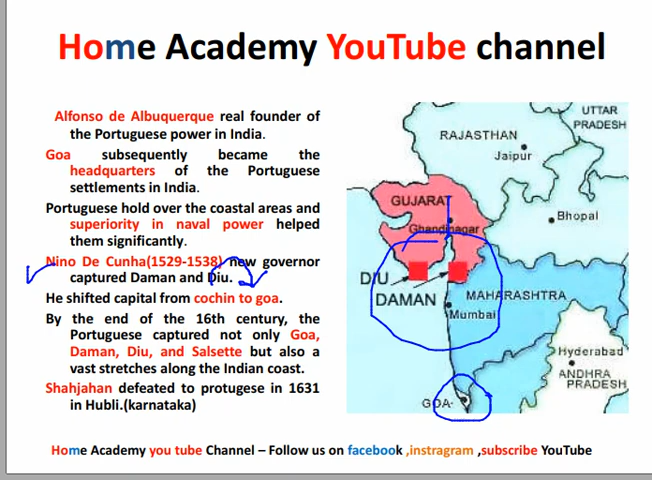 Home Academy YouTube channel
Alfonso de Albuquerque real founder of
the Portuguese power in India.
Goa subsequently became the
headquarters of the Portuguese
settlements in India.
Portuguese hold over the coastal areas and
superiority in naval power helped
them significantly.
Nino De Cunha(1529-1538) new governor
captured Daman and Diu.
He shifted capital from cochin to goa.
By the end of the 16th century, the
Portuguese captured not only Goa,
Daman, Diu, and Salsette but also a
vast stretches along the Indian coast.
Shahjahan defeated to protugese in 1631
in Hubli.(karnataka)
UTTAR
PRADESH
RAJASTHAN
Jaipur
GUJARAT
Ghandinagar
Bhopal
DIU
DAMAN
MAHARASHTRA
Mumbai
Hyderabad
ANDHRA
PRADESH
GOA
Home Academy you tube Channel – Follow us on facebook ,instragram ,subscribe YouTube